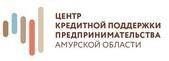 ЦЕНТР
КРЕДИТНОЙ ПОДДЕРЖКИ
ПРЕДПРИНИМАТЕЛЬСТВА
АМУРСКОЙ ОБЛАСТИ